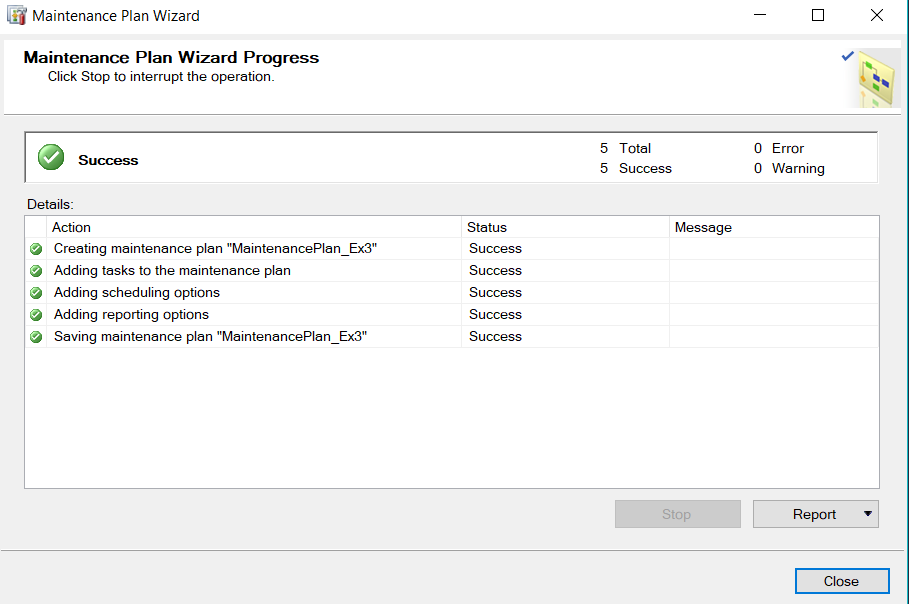 Maintenance Plan Wizard
Maintenance Plan Wizard Progress
Click Stop to interrupt the operation.
Success
5 Total
0 Error
5 Success
0 Warning
Details:
Action Status Message
Creating maintenance plan "MaintenancePlan_Ex3" Success
Adding tasks to the maintenance plan Success
Adding scheduling options Success
Adding reporting options Success
Saving maintenance plan "MaintenancePlan_Ex3" Success
Stop Report
Close